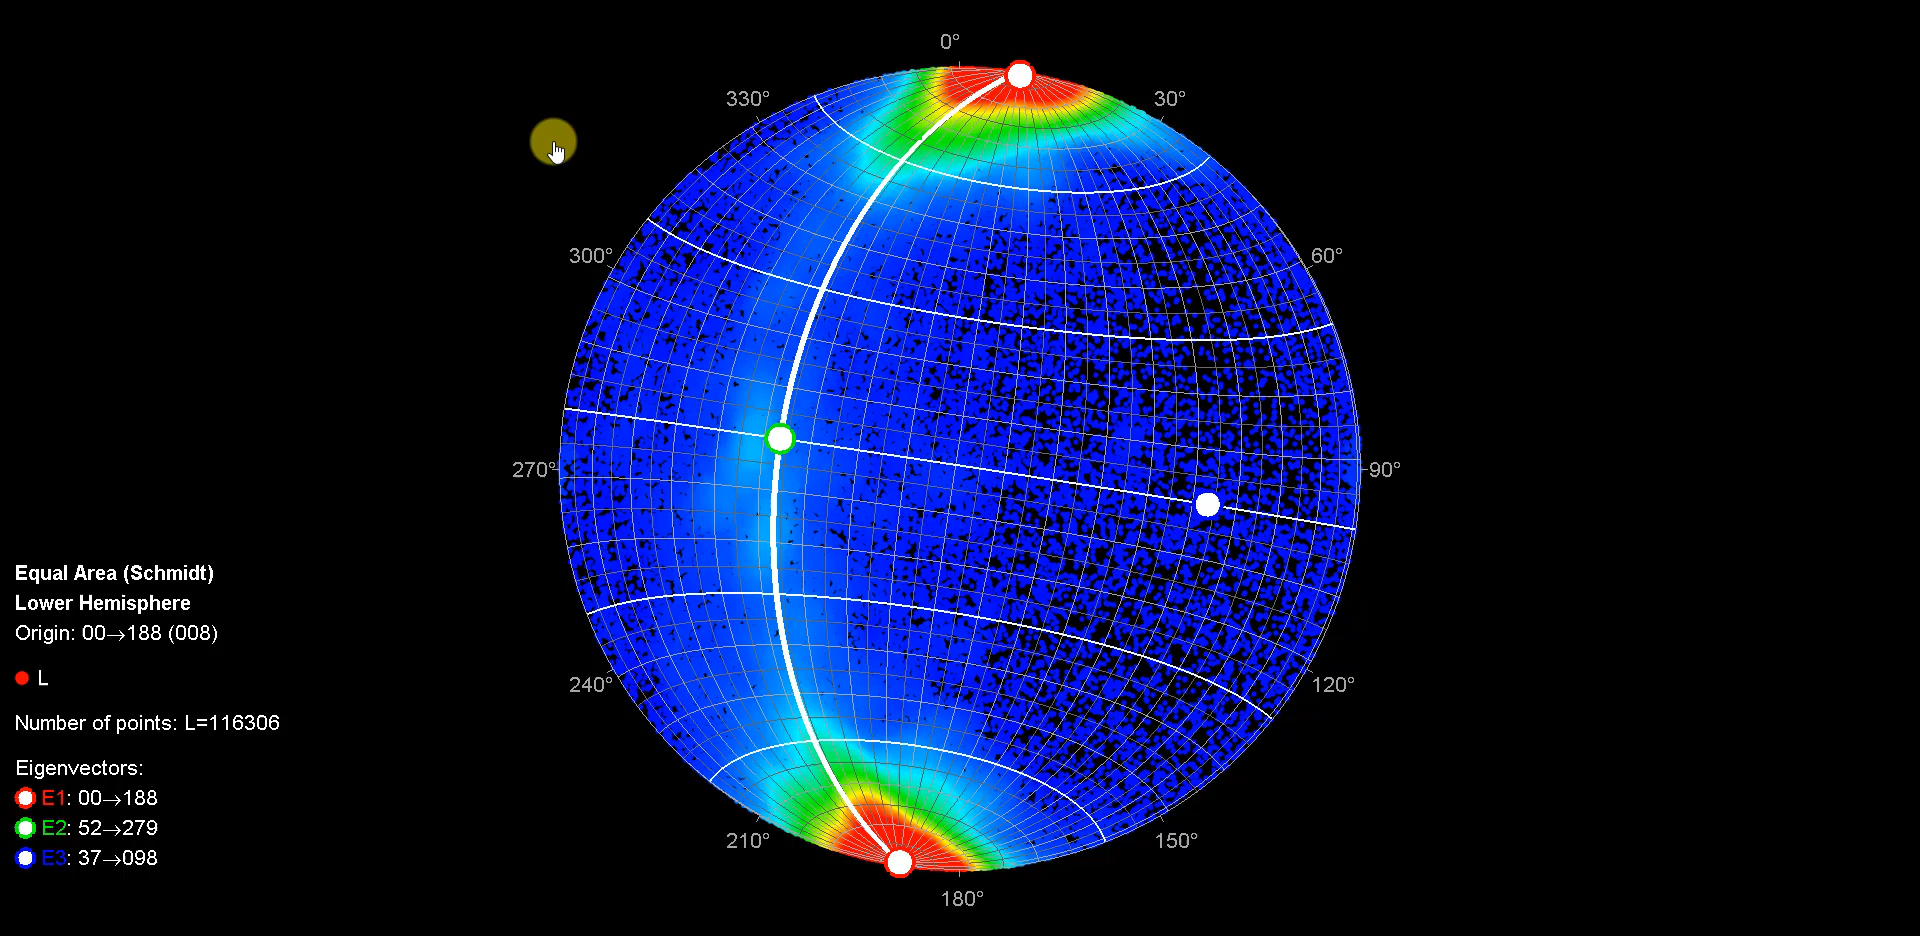 0°
330°
30°
300°
60°
270°
90°
240°
120°
210°
150°
180°
Equal Area (Schmidt)
Lower Hemisphere
Origin: 00→188 (008)
L
Number of points: L=116306
Eigenvectors:
E1: 00→188
E2: 52→279
E3: 37→098